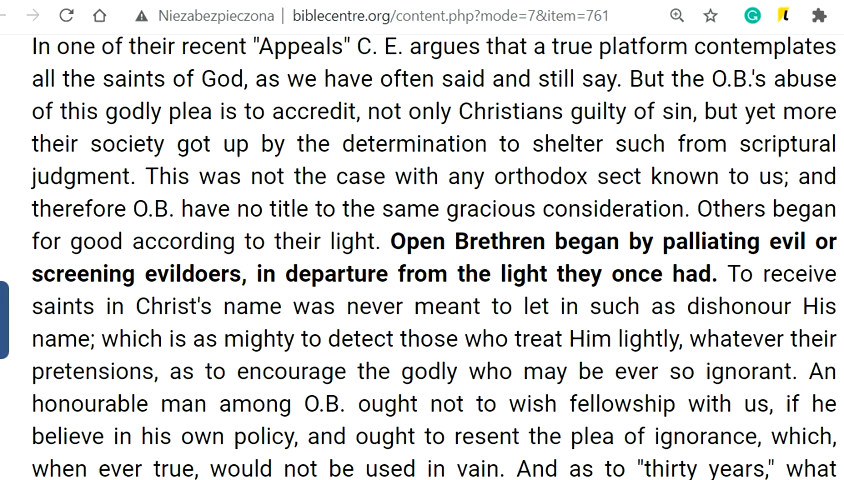 Niezabezpieczona | biblecentre.org/content.php?mode=7&item=761
In one of their recent "Appeals" C. E. argues that a true platform contemplates
all the saints of God, as we have often said and still say. But the O.B.'s abuse
of this godly plea is to accredit, not only Christians guilty of sin, but yet more
their society got up by the determination to shelter such from scriptural
judgment. This was not the case with any orthodox sect known to us; and
therefore O.B. have no title to the same gracious consideration. Others began
for good according to their light. Open Brethren began by palliating evil or
screening evildoers, in departure from the light they once had. To receive
saints in Christ's name was never meant to let in such as dishonour His
name; which is as mighty to detect those who treat Him lightly, whatever their
pretensions, as to encourage the godly who may be ever so ignorant. An
honourable man among O.B. ought not to wish fellowship with us, if he
believe in his own policy, and ought to resent the plea of ignorance, which,
when ever true, would not be used in vain. And as to "thirty years," what